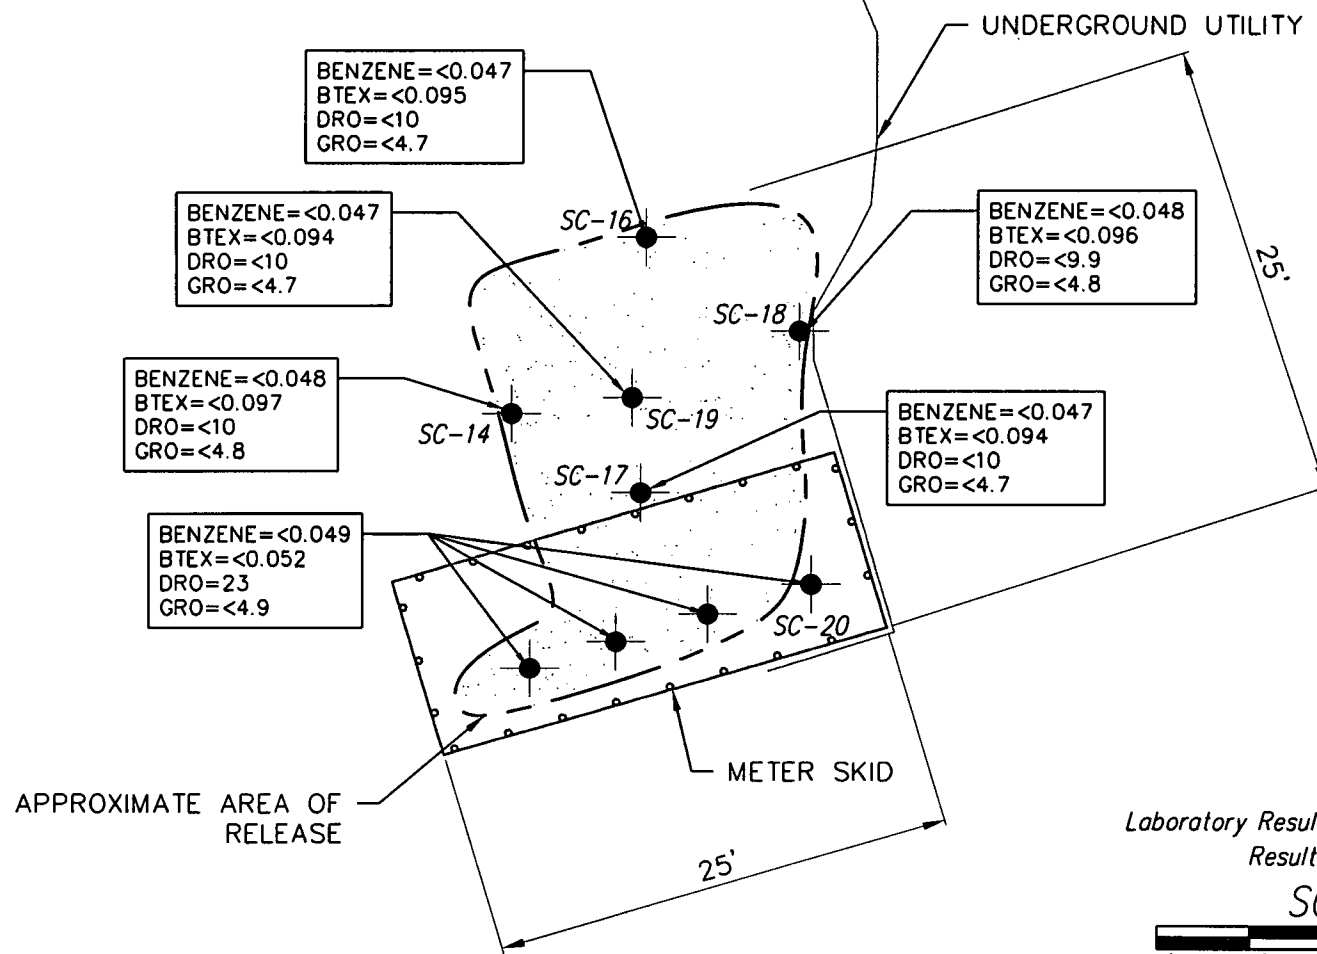 UNDERGROUND UTILITY
BENZENE=<0.047
BTEX=<0.095
DRO=<10
GRO=<4.7
BENZENE=<0.047
BTEX=<0.094
DRO=<10
GRO=<4.7
SC-16
BENZENE=<0.048
BTEX=<0.096
DRO=<9.9
GRO=<4.8
25'
SC-18
BENZENE=<0.048
BTEX=<0.097
DRO=<10
GRO=<4.8
SC-14
SC-19
BENZENE=<0.047
BTEX=<0.094
DRO=<10
GRO=<4.7
SC-17
BENZENE=<0.049
BTEX=<0.052
DRO=23
GRO=<4.9
SC-20
METER SKID
APPROXIMATE AREA OF
RELEASE
25'
Laboratory Resul
Result